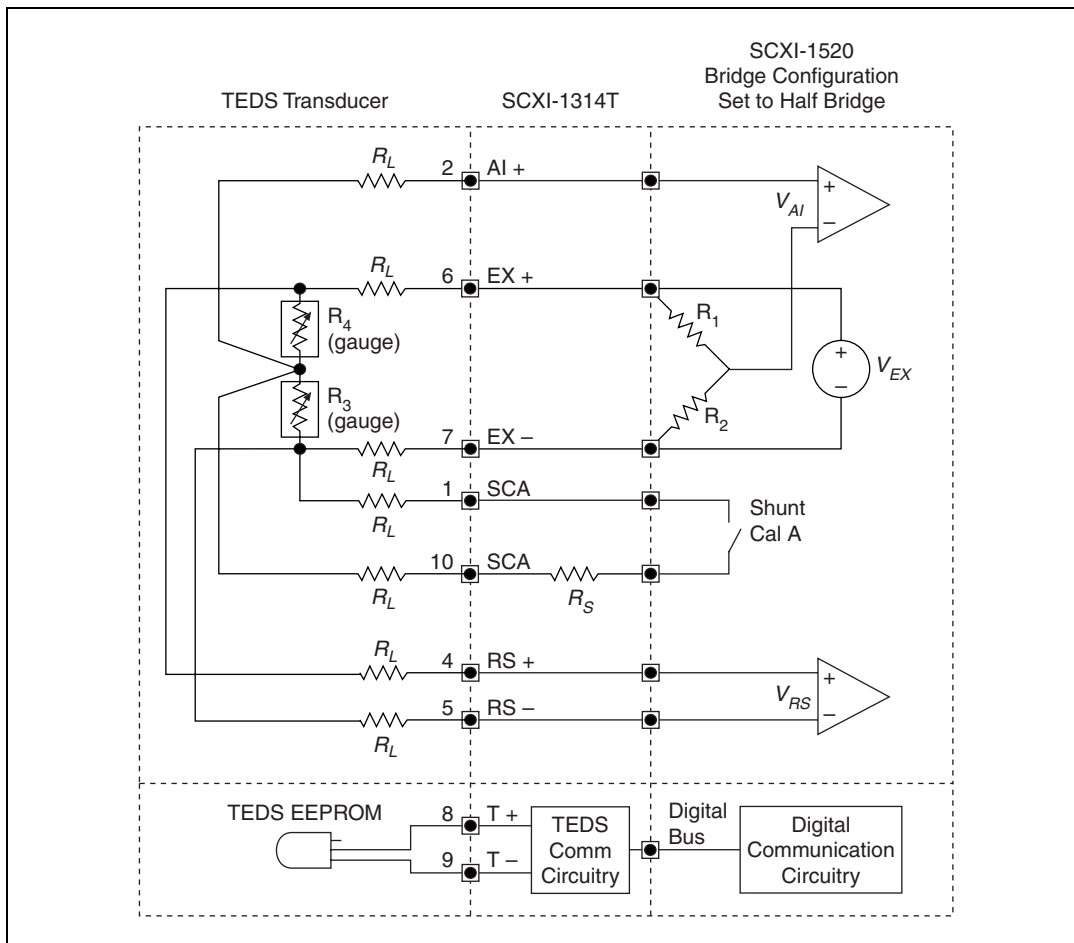 SCXI-1520
Bridge Configuration
Set to Half Bridge
TEDS Transducer
SCXI-1314T
R_L
2
AI +
+
V_AI
–
R_L
6
EX +
R_4
(gauge)
R_1
+
V_EX
–
R_3
(gauge)
R_2
7
EX –
R_L
1
SCA
R_L
Shunt
Cal A
10
SCA
R_L
R_S
R_L
4
RS +
+
V_RS
5
RS –
–
R_L
TEDS EEPROM
8
T +
–
9
T –
TEDS
Comm
Circuitry
Digital
Bus
Digital
Communication
Circuitry